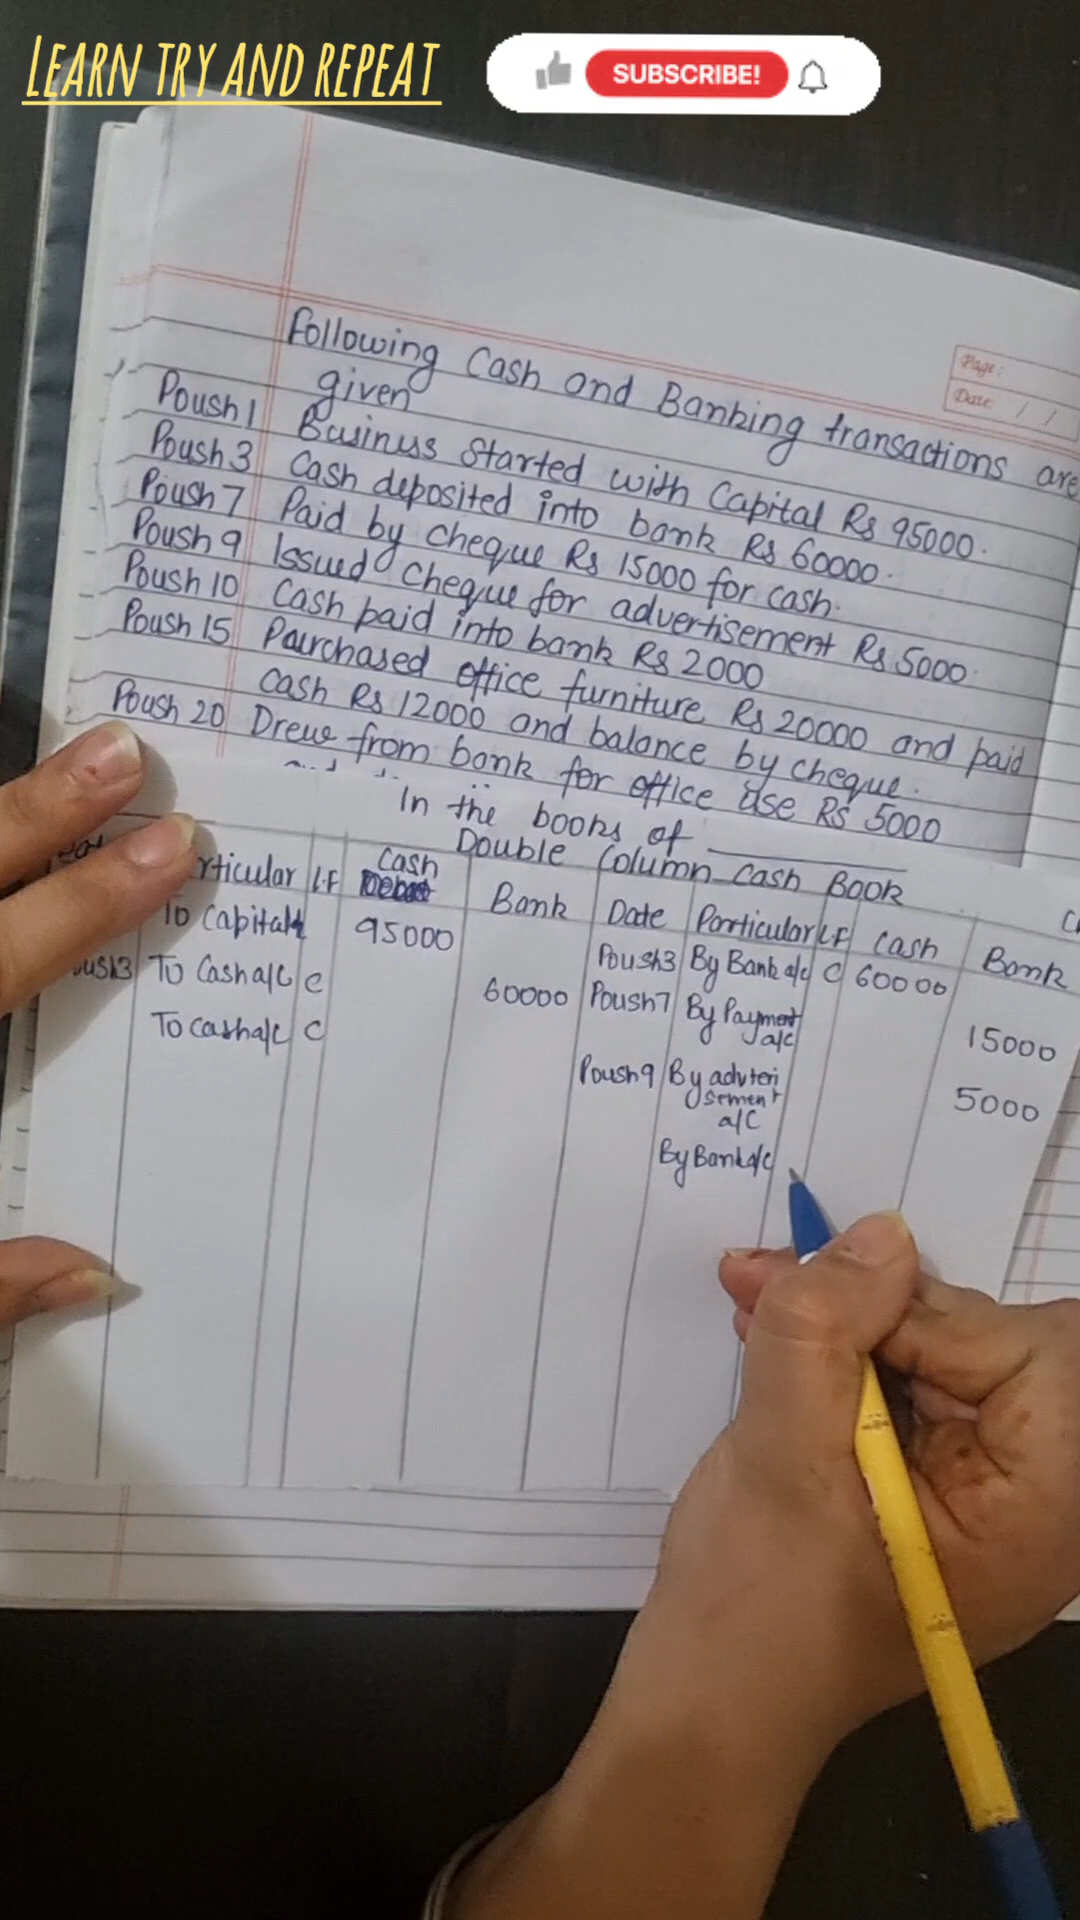 LEARN TRY AND REPEAT
SUBSCRIBE!
Page:
Date: / /
Following Cash and Banking transactions are
given
Poush 1 Businuss Started with Capital Rs 95000.
Poush 3 Cash deposited into bank Rs 60000.
Poush 7 Paid by cheque Rs 15000 for cash.
Poush 9 Issued cheque for advertisement Rs 5000.
Poush 10 Cash paid into bank Rs 2000
Poush 15 Purchased office furniture Rs 20000 and paid
cash Rs 12000 and balance by cheque.
Poush 20 Drew from bank for office use Rs 5000
In the books of
Double Column Cash Book
L.F Cash Bank Date Particular L.F Cash Bank
To Capital 95000 Poush3 By Bank a/c C 60000
To Cash a/c C 60000 Poush7 By Payment a/c 15000
To cash a/c C Poush9 By adverisement a/c 5000
By Bank a/c